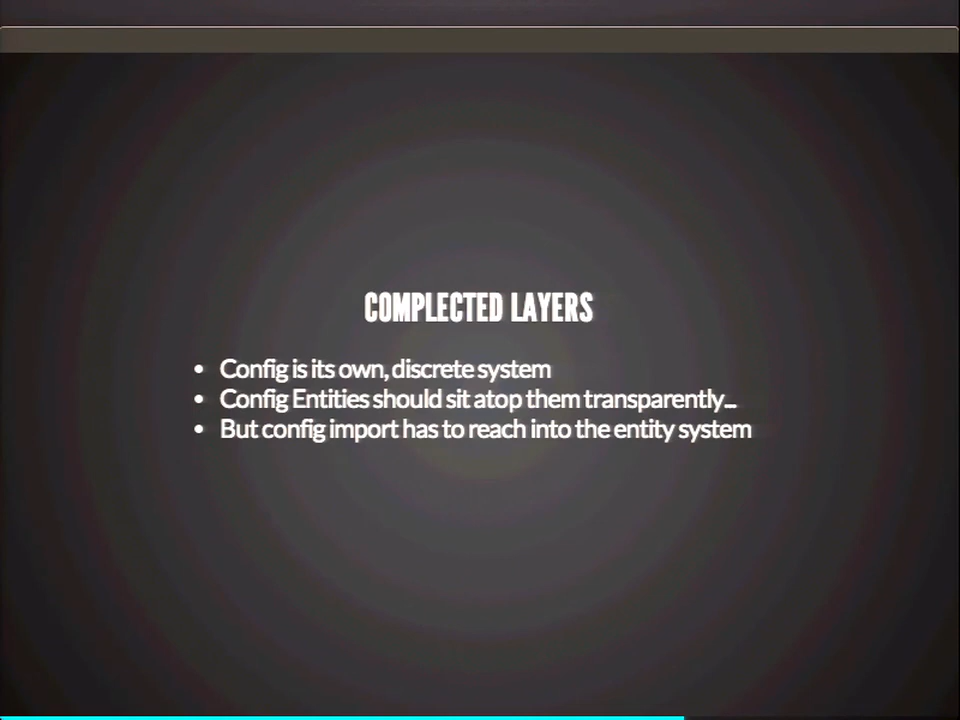 COMPLECTED LAYERS
• Config is its own, discrete system
• Config Entities should sit atop them transparently...
• But config import has to reach into the entity system